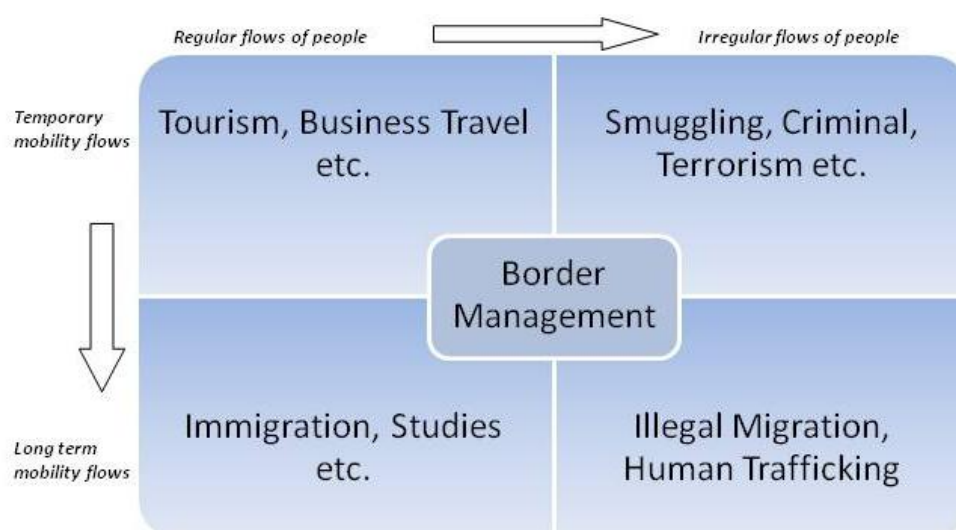 Regular flows of people
Irregular flows of people
Temporary
mobility flows
Tourism, Business Travel
etc.
Smuggling, Criminal,
Terrorism etc.
Border
Management
Long term
mobility flows
Immigration, Studies
etc.
Illegal Migration,
Human Trafficking